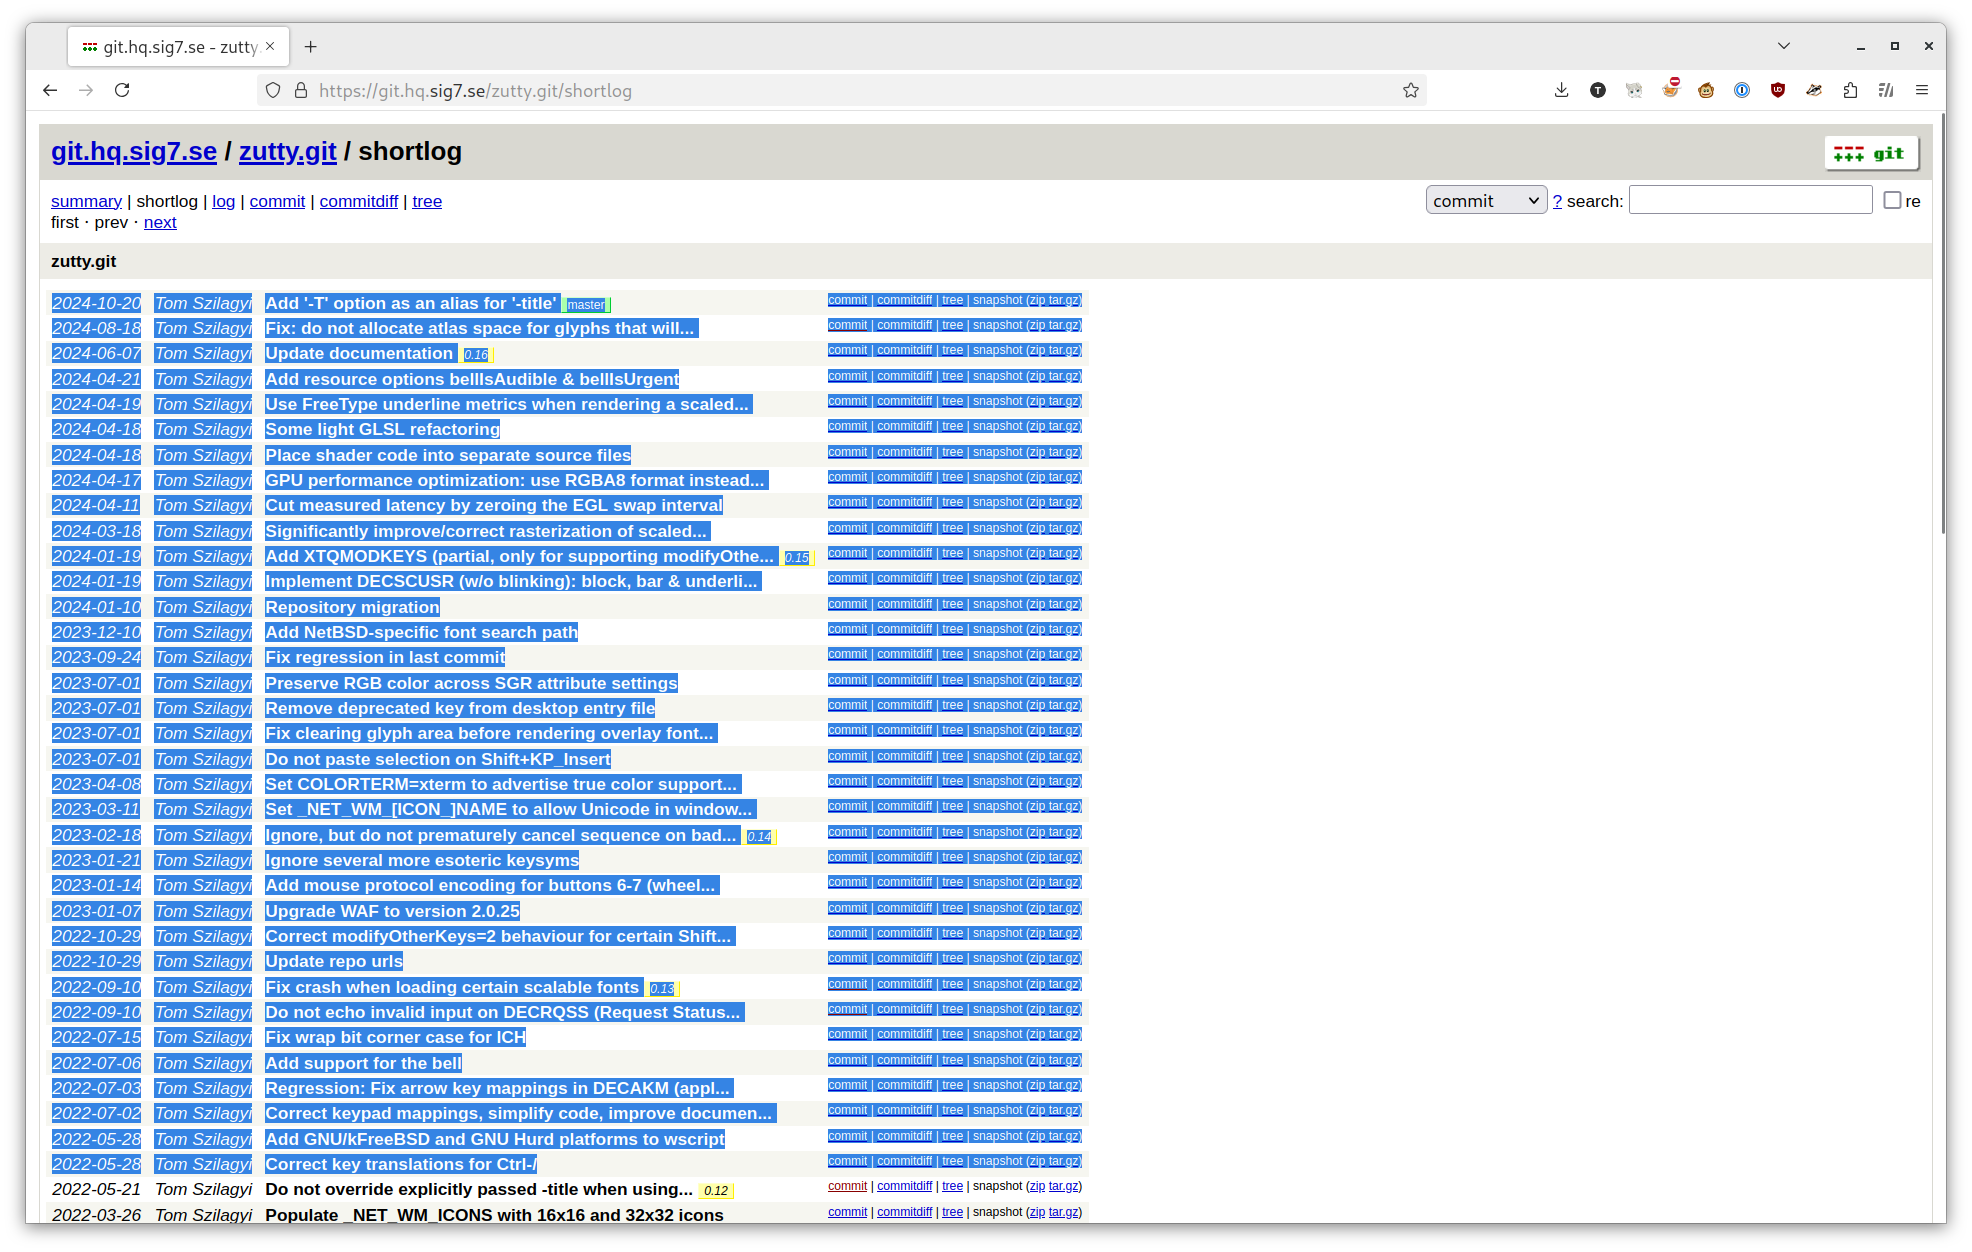 git.hq.sig7.se - zutty.
https://git.hq.sig7.se/zutty.git/shortlog
git.hq.sig7.se / zutty.git / shortlog
git
summary | shortlog | log | commit | commitdiff | tree
commit ? search: re
first · prev · next
zutty.git
2024-10-20 Tom Szilagyi Add '-T' option as an alias for '-title' master commit | commitdiff | tree | snapshot (zip tar.gz)
2024-08-18 Tom Szilagyi Fix: do not allocate atlas space for glyphs that will... commit | commitdiff | tree | snapshot (zip tar.gz)
2024-06-07 Tom Szilagyi Update documentation 0.16 commit | commitdiff | tree | snapshot (zip tar.gz)
2024-04-21 Tom Szilagyi Add resource options bellIsAudible & bellIsUrgent commit | commitdiff | tree | snapshot (zip tar.gz)
2024-04-19 Tom Szilagyi Use FreeType underline metrics when rendering a scaled... commit | commitdiff | tree | snapshot (zip tar.gz)
2024-04-18 Tom Szilagyi Some light GLSL refactoring commit | commitdiff | tree | snapshot (zip tar.gz)
2024-04-18 Tom Szilagyi Place shader code into separate source files commit | commitdiff | tree | snapshot (zip tar.gz)
2024-04-17 Tom Szilagyi GPU performance optimization: use RGBA8 format instead... commit | commitdiff | tree | snapshot (zip tar.gz)
2024-04-11 Tom Szilagyi Cut measured latency by zeroing the EGL swap interval commit | commitdiff | tree | snapshot (zip tar.gz)
2024-03-18 Tom Szilagyi Significantly improve/correct rasterization of scaled... commit | commitdiff | tree | snapshot (zip tar.gz)
2024-01-19 Tom Szilagyi Add XTQMODKEYS (partial, only for supporting modifyOthe... 0.15 commit | commitdiff | tree | snapshot (zip tar.gz)
2024-01-19 Tom Szilagyi Implement DECSCUSR (w/o blinking): block, bar & underli... commit | commitdiff | tree | snapshot (zip tar.gz)
2024-01-10 Tom Szilagyi Repository migration commit | commitdiff | tree | snapshot (zip tar.gz)
2023-12-10 Tom Szilagyi Add NetBSD-specific font search path commit | commitdiff | tree | snapshot (zip tar.gz)
2023-09-24 Tom Szilagyi Fix regression in last commit commit | commitdiff | tree | snapshot (zip tar.gz)
2023-07-01 Tom Szilagyi Preserve RGB color across SGR attribute settings commit | commitdiff | tree | snapshot (zip tar.gz)
2023-07-01 Tom Szilagyi Remove deprecated key from desktop entry file commit | commitdiff | tree | snapshot (zip tar.gz)
2023-07-01 Tom Szilagyi Fix clearing glyph area before rendering overlay font... commit | commitdiff | tree | snapshot (zip tar.gz)
2023-07-01 Tom Szilagyi Do not paste selection on Shift+KP_Insert commit | commitdiff | tree | snapshot (zip tar.gz)
2023-04-08 Tom Szilagyi Set COLORTERM=xterm to advertise true color support... commit | commitdiff | tree | snapshot (zip tar.gz)
2023-03-11 Tom Szilagyi Set _NET_WM_[ICON_]NAME to allow Unicode in window... commit | commitdiff | tree | snapshot (zip tar.gz)
2023-02-18 Tom Szilagyi Ignore, but do not prematurely cancel sequence on bad... 0.14 commit | commitdiff | tree | snapshot (zip tar.gz)
2023-01-21 Tom Szilagyi Ignore several more esoteric keysyms commit | commitdiff | tree | snapshot (zip tar.gz)
2023-01-14 Tom Szilagyi Add mouse protocol encoding for buttons 6-7 (wheel... commit | commitdiff | tree | snapshot (zip tar.gz)
2023-01-07 Tom Szilagyi Upgrade WAF to version 2.0.25 commit | commitdiff | tree | snapshot (zip tar.gz)
2022-10-29 Tom Szilagyi Correct modifyOtherKeys=2 behaviour for certain Shift... commit | commitdiff | tree | snapshot (zip tar.gz)
2022-10-29 Tom Szilagyi Update repo urls commit | commitdiff | tree | snapshot (zip tar.gz)
2022-09-10 Tom Szilagyi Fix crash when loading certain scalable fonts 0.13 commit | commitdiff | tree | snapshot (zip tar.gz)
2022-09-10 Tom Szilagyi Do not echo invalid input on DECRQSS (Request Status... commit | commitdiff | tree | snapshot (zip tar.gz)
2022-07-15 Tom Szilagyi Fix wrap bit corner case for ICH commit | commitdiff | tree | snapshot (zip tar.gz)
2022-07-06 Tom Szilagyi Add support for the bell commit | commitdiff | tree | snapshot (zip tar.gz)
2022-07-03 Tom Szilagyi Regression: Fix arrow key mappings in DECAKM (appl... commit | commitdiff | tree | snapshot (zip tar.gz)
2022-07-02 Tom Szilagyi Correct keypad mappings, simplify code, improve documen... commit | commitdiff | tree | snapshot (zip tar.gz)
2022-05-28 Tom Szilagyi Add GNU/kFreeBSD and GNU Hurd platforms to wscript commit | commitdiff | tree | snapshot (zip tar.gz)
2022-05-28 Tom Szilagyi Correct key translations for Ctrl-/ commit | commitdiff | tree | snapshot (zip tar.gz)
2022-05-21 Tom Szilagyi Do not override explicitly passed -title when using... 0.12 commit | commitdiff | tree | snapshot (zip tar.gz)
2022-03-26 Tom Szilagyi Populate _NET_WM_ICONS with 16x16 and 32x32 icons commit | commitdiff | tree | snapshot (zip tar.gz)